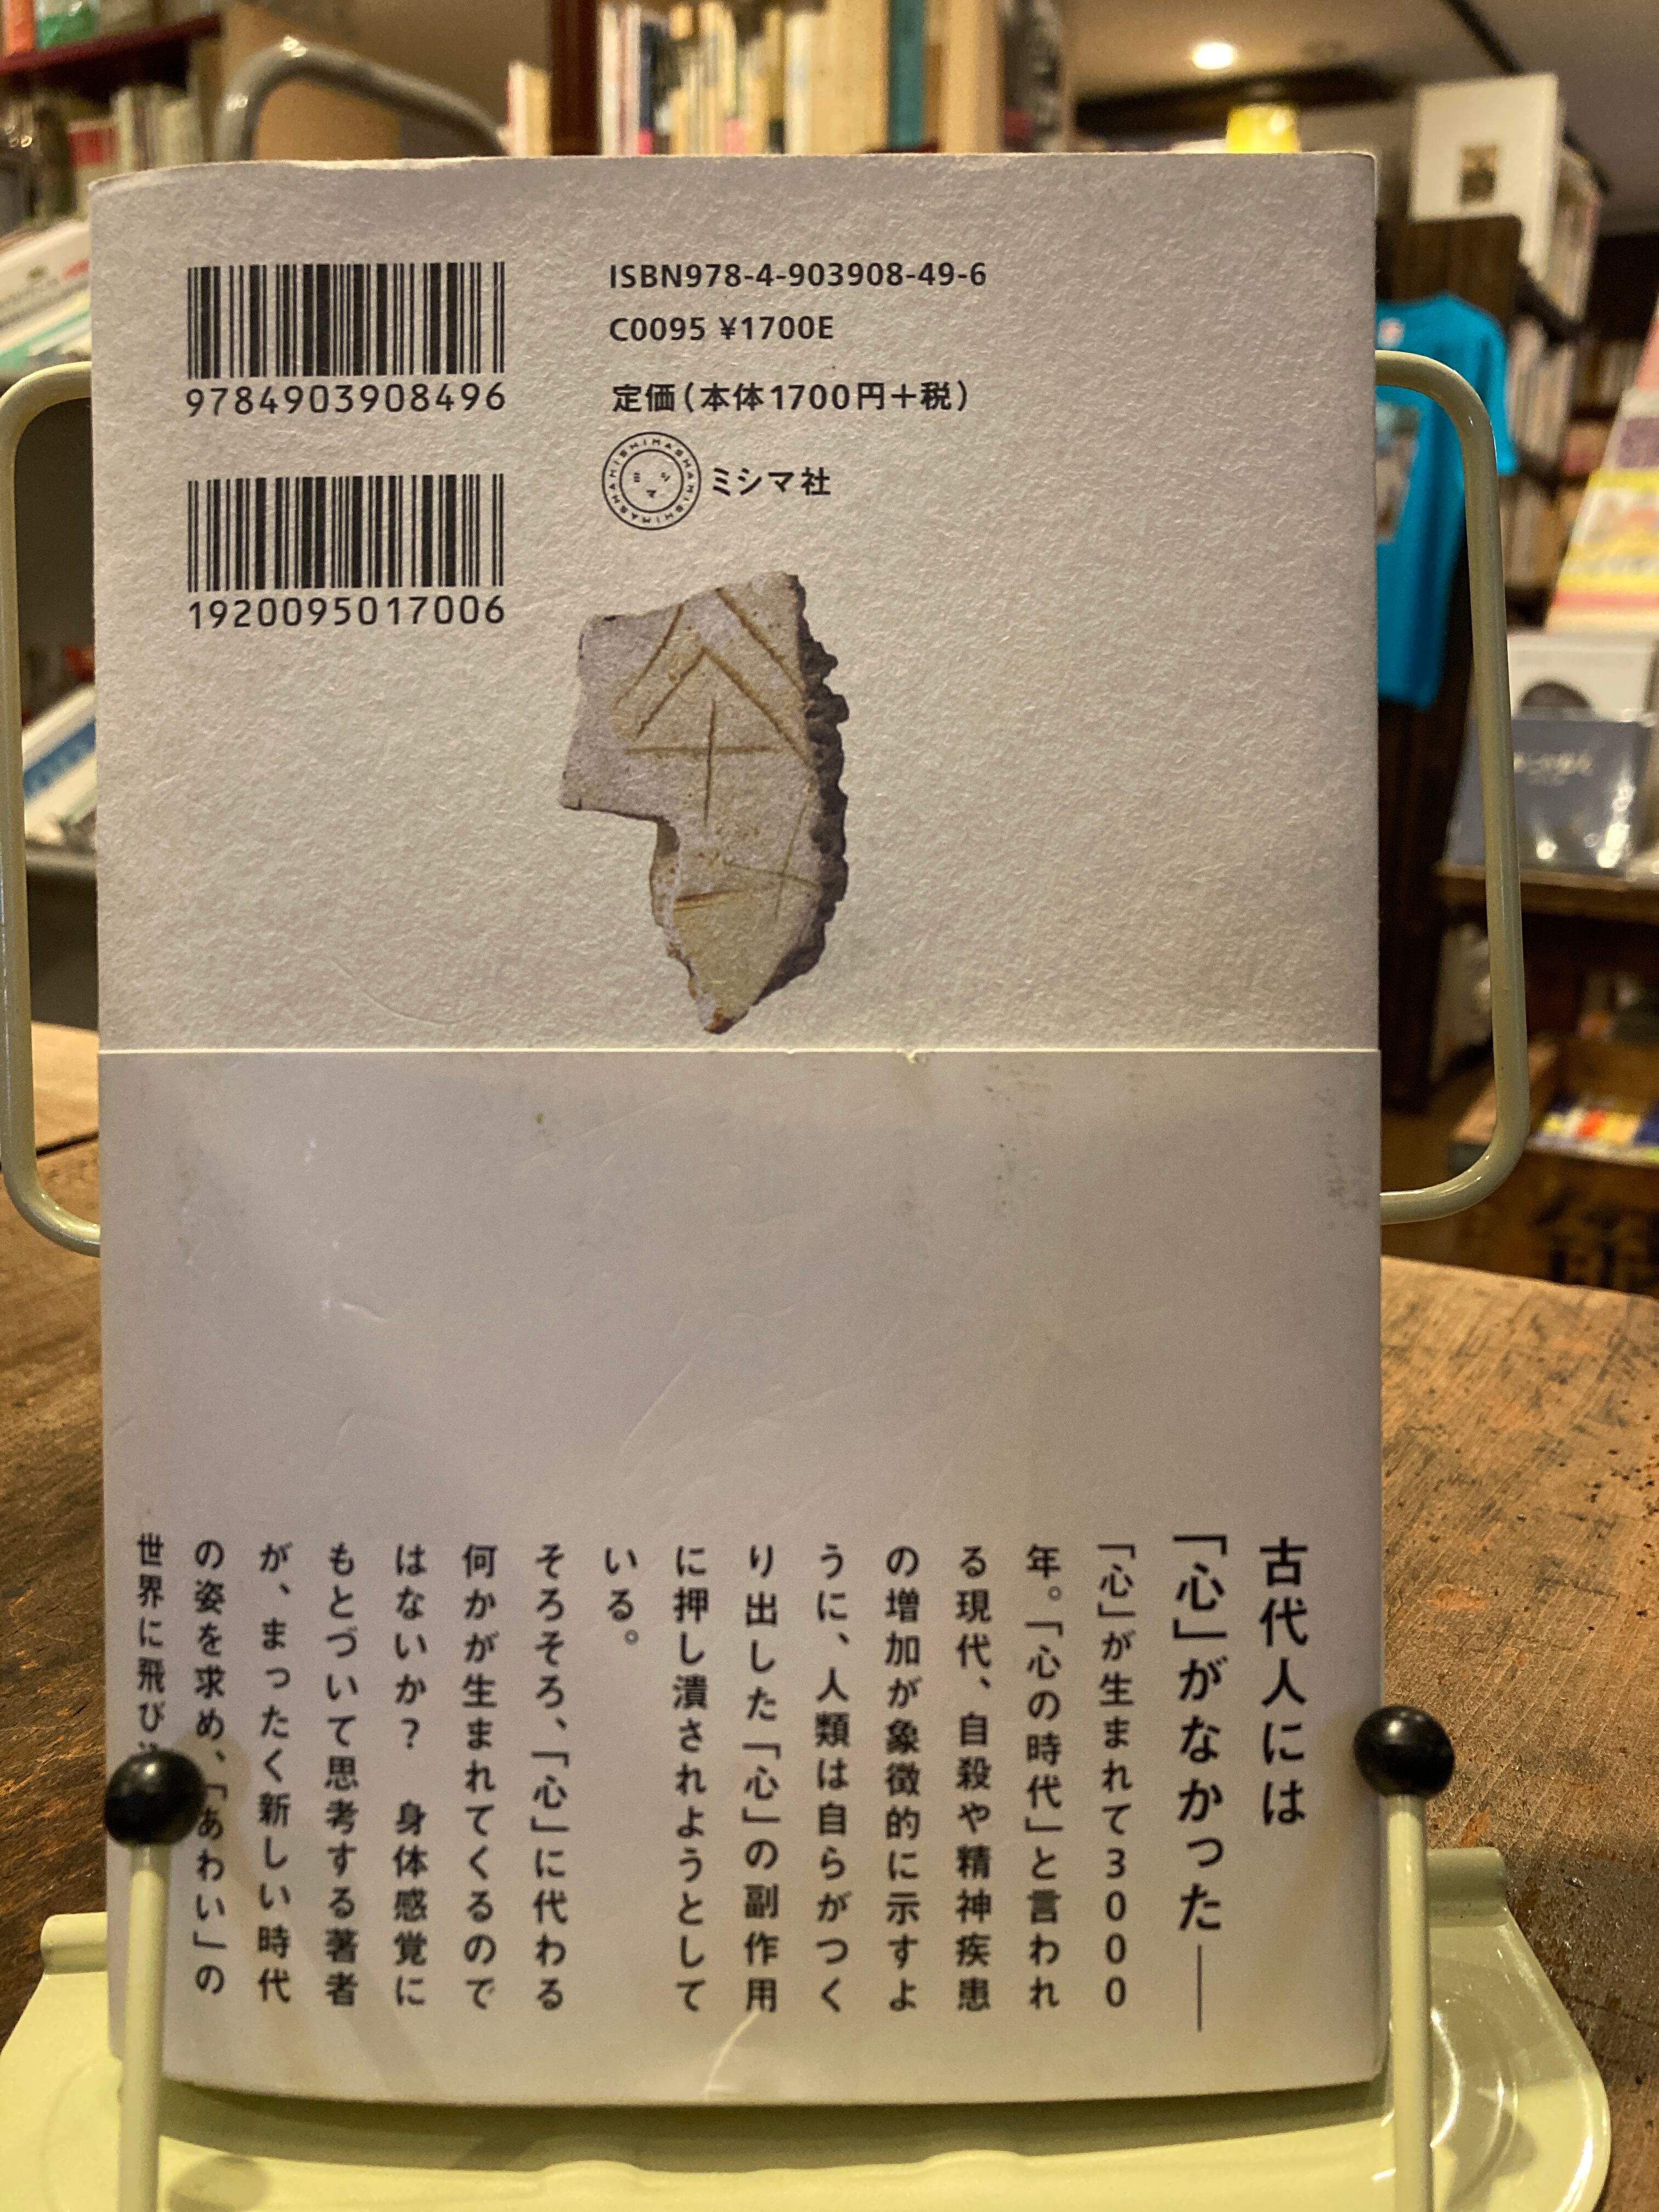 ISBN978-4-903908-49-6
C0095 ¥1700E
定価(本体1700円+税)
ミシマ社
9784903908496
1920095017006
古代人には
「心」がなかった――
「心」が生まれて3000
年。「心の時代」と言われ
る現代、自殺や精神疾患
の増加が象徴的に示すよ
うに、人類は自らがつく
り出した「心」の副作用
に押し潰されようとして
いる。
そろそろ、「心」に代わる
何かが生まれてくるので
はないか？ 身体感覚に
もとづいて思考する著者
が、まったく新しい時代
の姿を求め、「あわい」の
世界に飛び